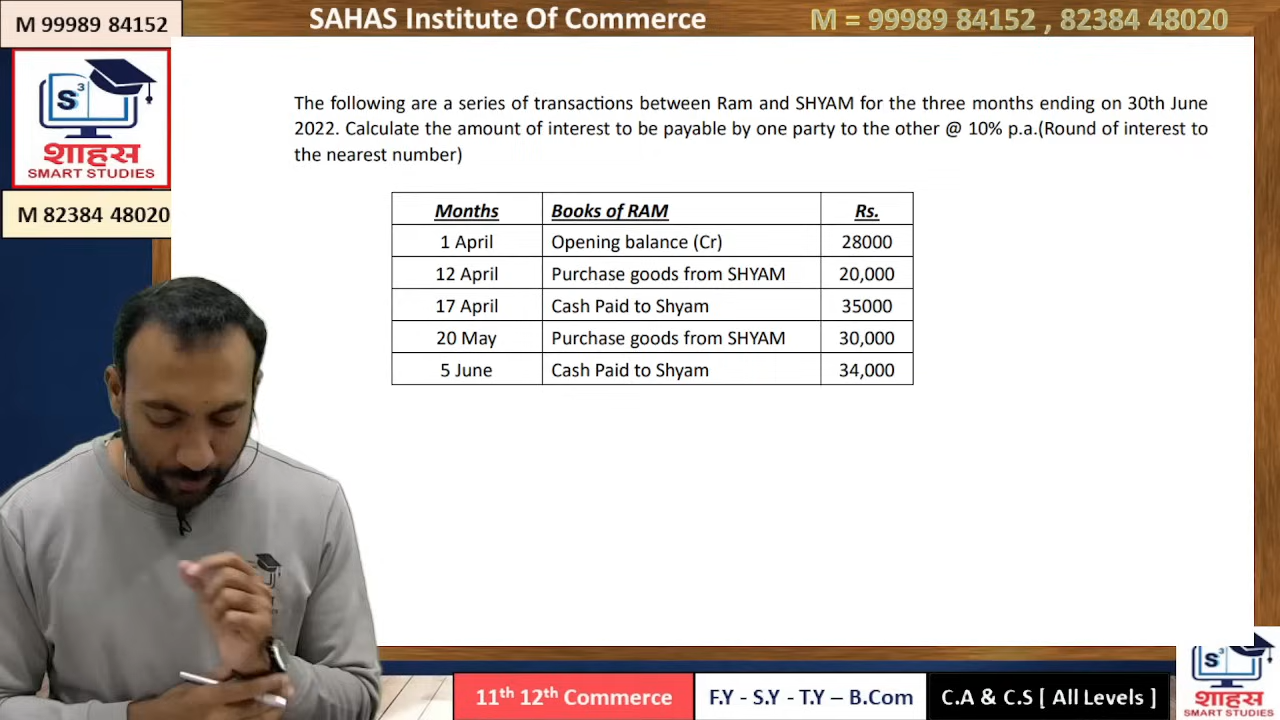 SAHAS Institute Of Commerce
M = 99989 84152 , 82384 48020
M 99989 84152
S 3
शाहस
SMART STUDIES
M 82384 48020
The following are a series of transactions between Ram and SHYAM for the three months ending on 30th June
2022. Calculate the amount of interest to be payable by one party to the other @ 10% p.a.(Round of interest to
the nearest number)
Months Books of RAM Rs.
1 April Opening balance (Cr) 28000
12 April Purchase goods from SHYAM 20,000
17 April Cash Paid to Shyam 35000
20 May Purchase goods from SHYAM 30,000
5 June Cash Paid to Shyam 34,000
11th 12th Commerce
F.Y - S.Y - T.Y – B.Com
C.A & C.S [ All Levels ]
S 3
शाहस
SMART STUDIES